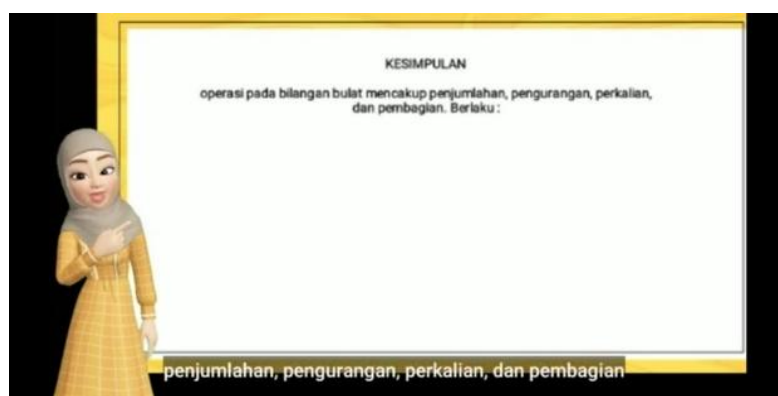 KESIMPULAN
operasi pada bilangan bulat mencakup penjumlahan, pengurangan, perkalian,
dan pembagian. Berlaku :
penjumlahan, pengurangan, perkalian, dan pembagian